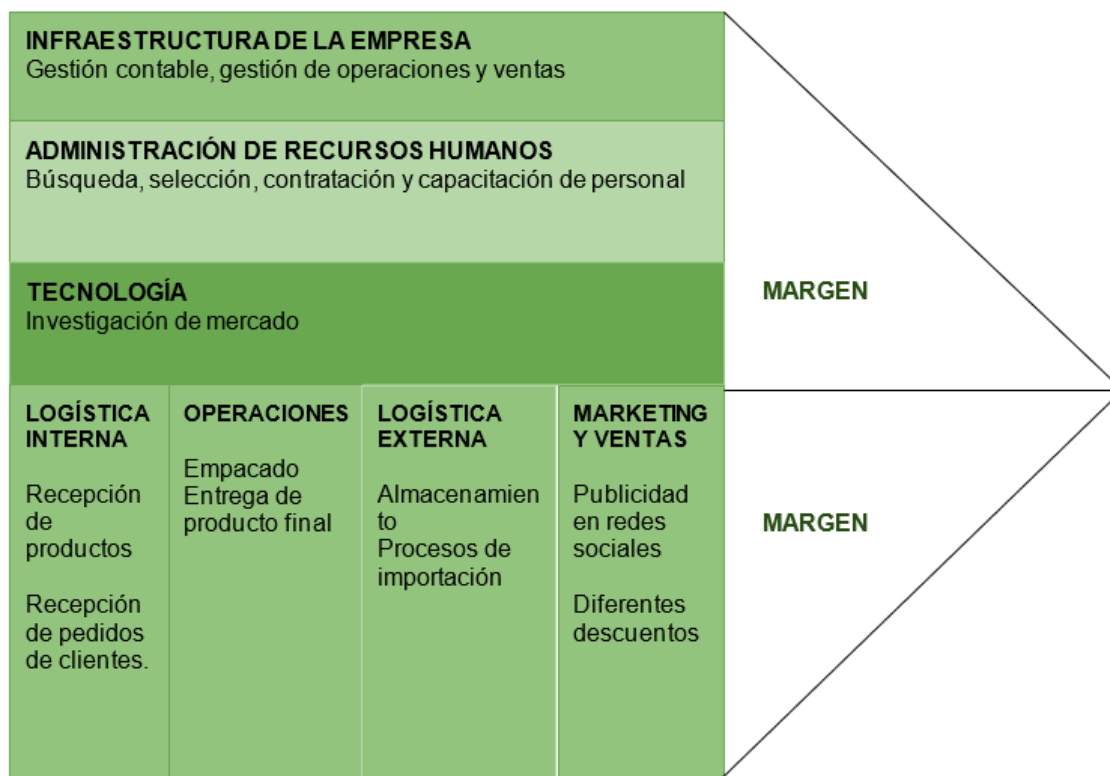 INFRAESTRUCTURA DE LA EMPRESA
Gestión contable, gestión de operaciones y ventas
ADMINISTRACIÓN DE RECURSOS HUMANOS
Búsqueda, selección, contratación y capacitación de personal
TECNOLOGÍA
Investigación de mercado
MARGEN
LOGÍSTICA
INTERNA
Recepción
de
productos
Recepción
de pedidos
de clientes.
OPERACIONES
Empacado
Entrega de
producto final
LOGÍSTICA
EXTERNA
Almacenamien
to
Procesos de
importación
MARKETING
Y VENTAS
Publicidad
en redes
sociales
Diferentes
descuentos
MARGEN